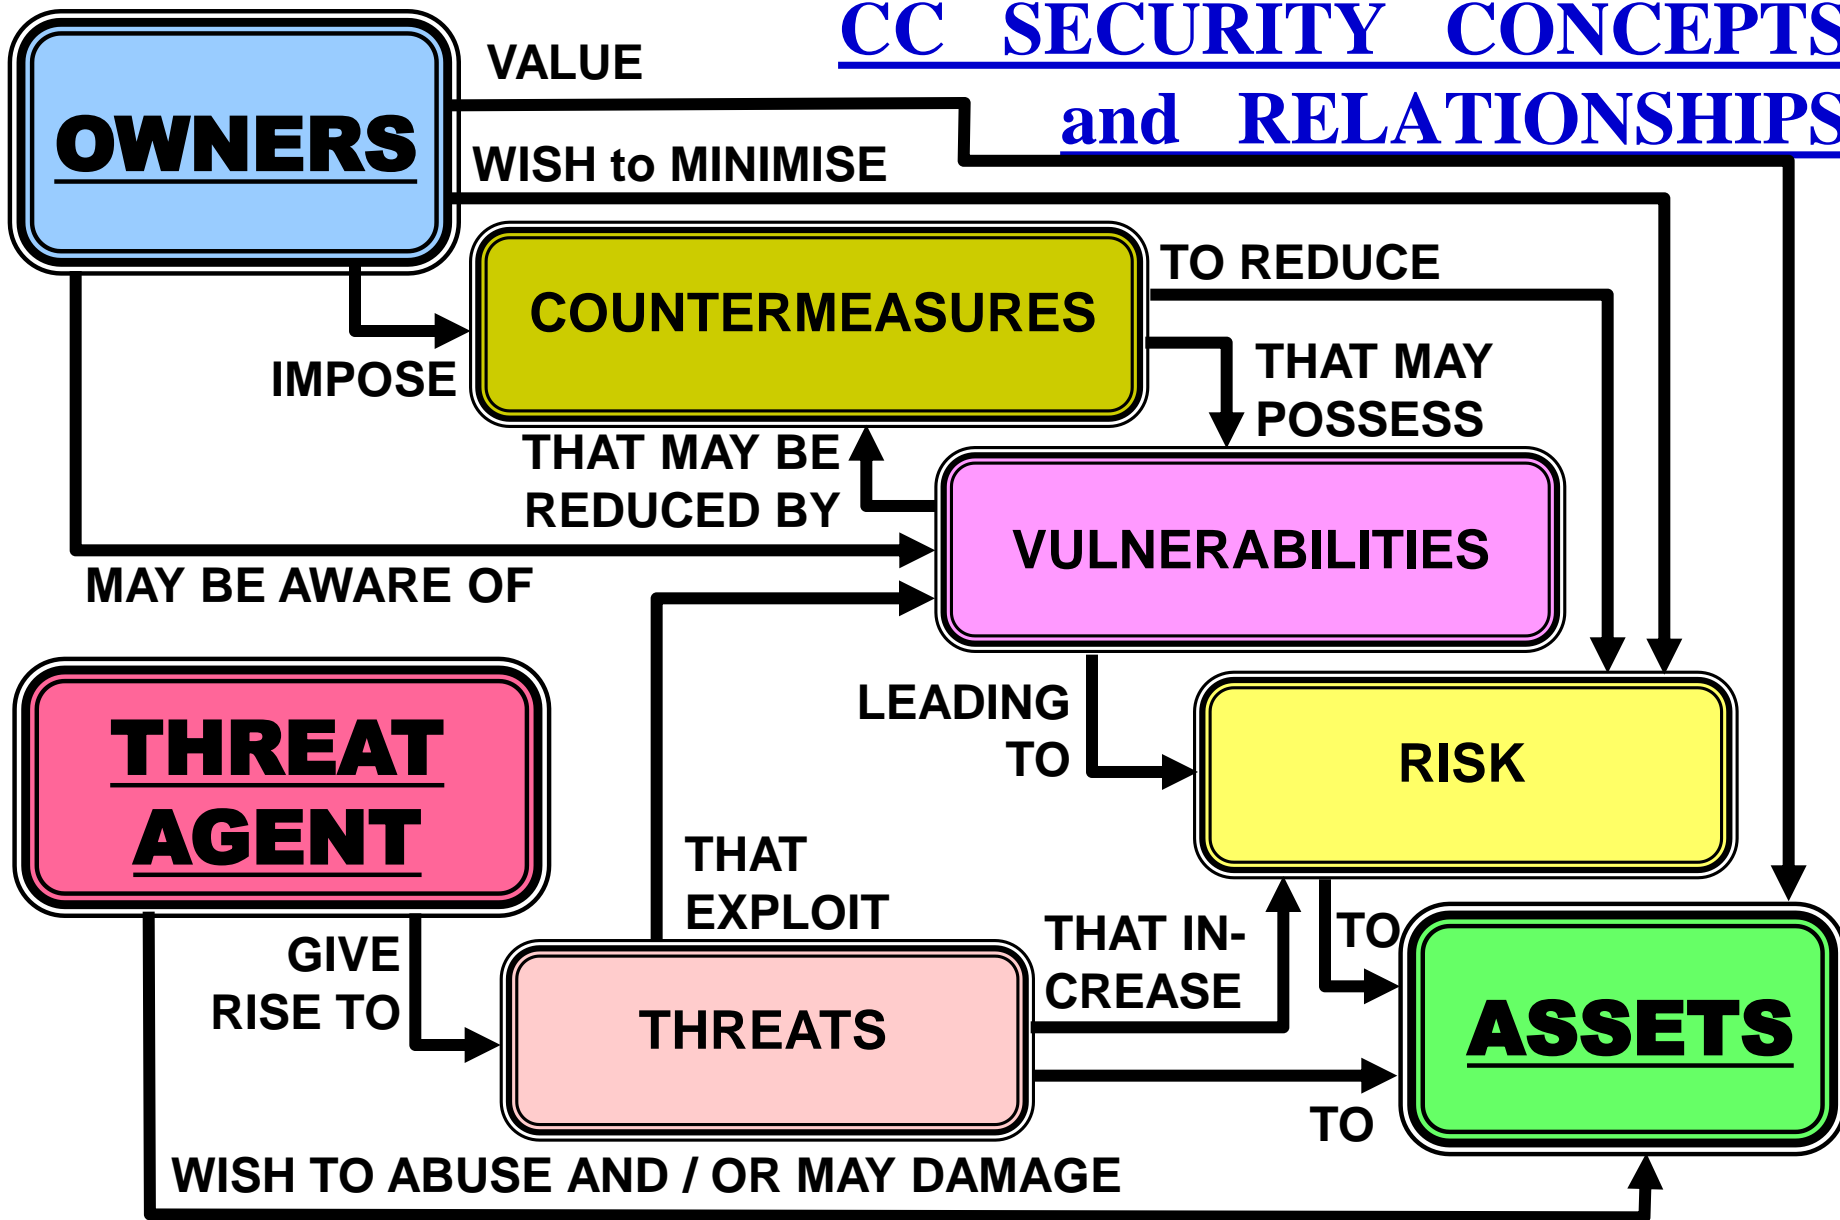 CC SECURITY CONCEPTS
and RELATIONSHIPS
VALUE
OWNERS
WISH to MINIMISE
TO REDUCE
COUNTERMEASURES
IMPOSE
THAT MAY
POSSESS
THAT MAY BE
REDUCED BY
VULNERABILITIES
MAY BE AWARE OF
LEADING
TO
THREAT
AGENT
RISK
THAT
EXPLOIT
GIVE
RISE TO
THAT IN-
CREASE
TO
THREATS
ASSETS
TO
WISH TO ABUSE AND / OR MAY DAMAGE